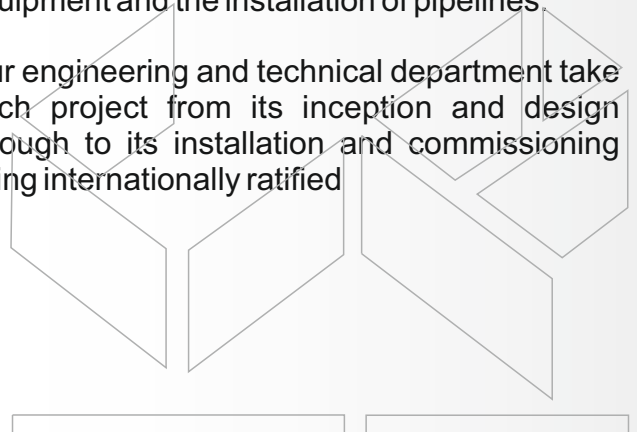 uipment and the installation of pipelines.
ur engineering and technical department take
ch project from its inception and design
ough to its installation and commissioning
ing internationally ratified